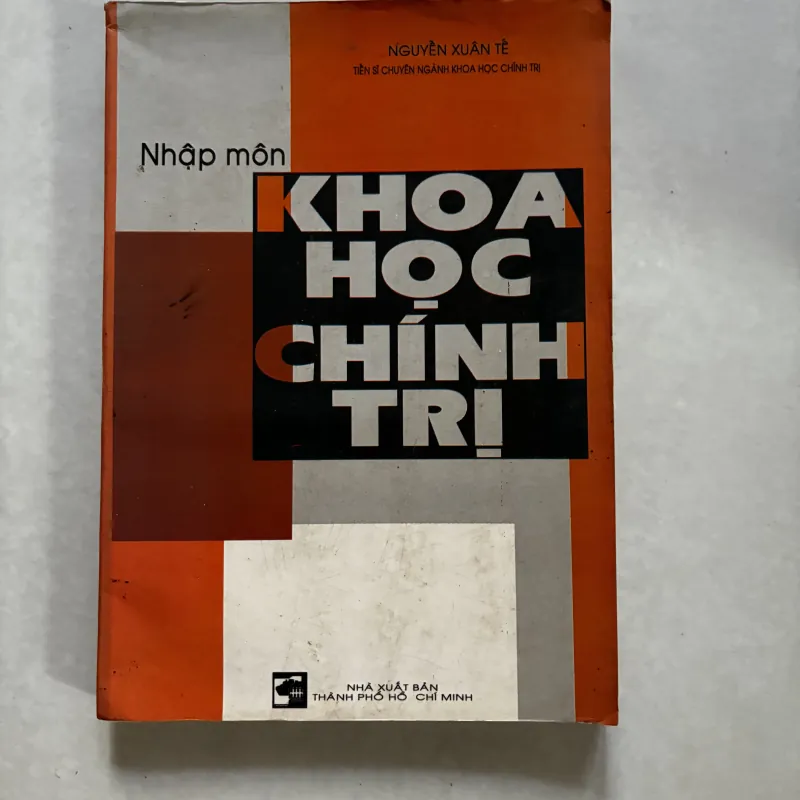 NGUYỄN XUÂN TẾ
TIẾN SĨ CHUYÊN NGÀNH KHOA HỌC CHÍNH TRỊ
Nhập môn
KHOA
HỌC
CHÍNH
TRỊ
NHÀ XUẤT BẢN
THÀNH PHỐ HỒ CHÍ MINH